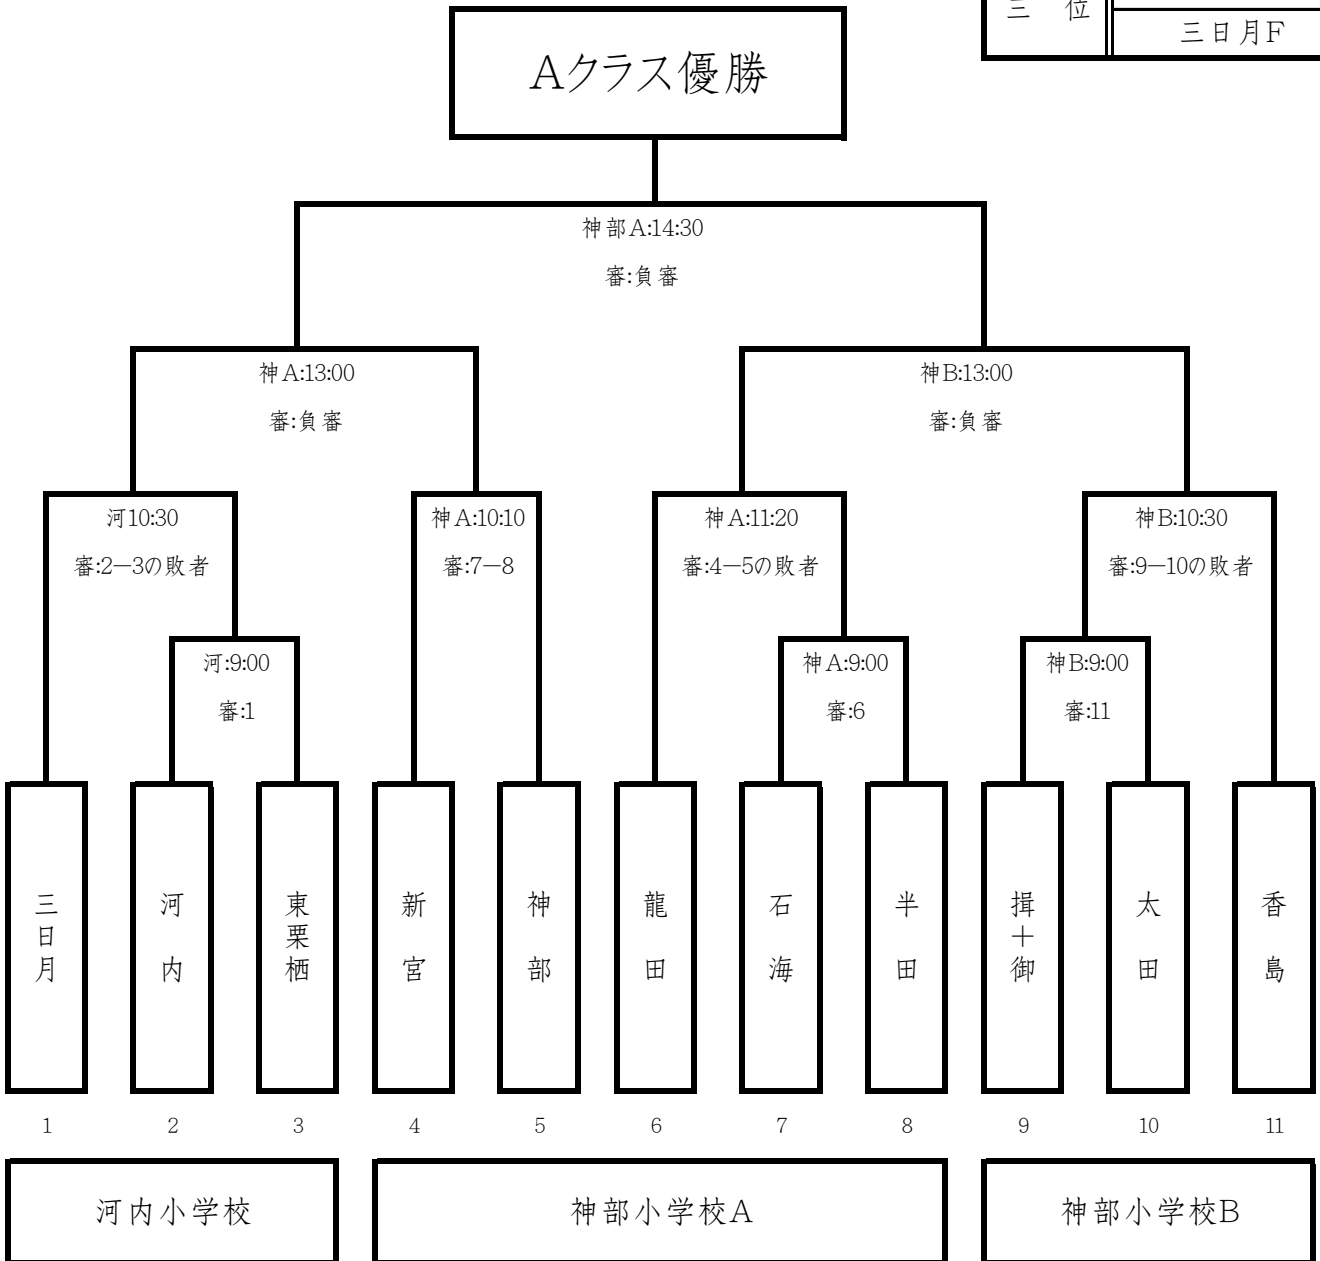 三 位
三日月F
Aクラス優勝
神部A:14:30
審:負審
神A:13:00
審:負審
神B:13:00
審:負審
河10:30
審:2－3の敗者
神A:10:10
審:7－8
神A:11:20
審:4－5の敗者
神B:10:30
審:9－10の敗者
河:9:00
審:1
神A:9:00
審:6
神B:9:00
審:11
三日月
河内
東栗栖
新宮
神部
龍田
石海
半田
揖＋御
太田
香島
1 2 3 4 5 6 7 8 9 10 11
河内小学校
神部小学校A
神部小学校B